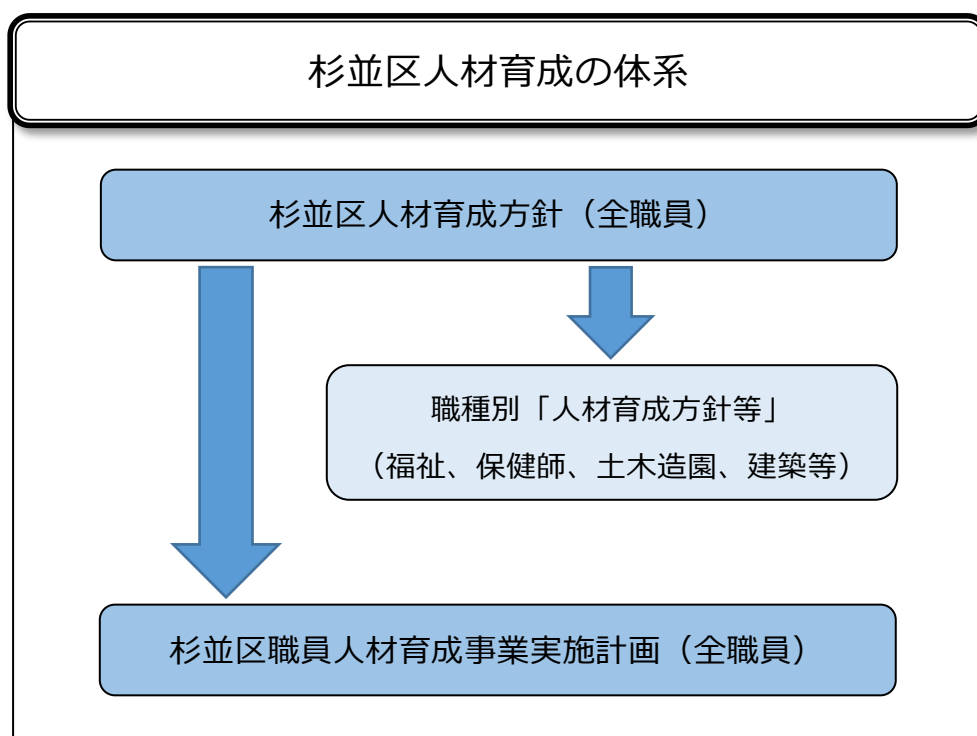 杉並区人材育成の体系
杉並区人材育成方針（全職員）
職種別「人材育成方針等」
（福祉、保健師、土木造園、建築等）
杉並区職員人材育成事業実施計画（全職員）